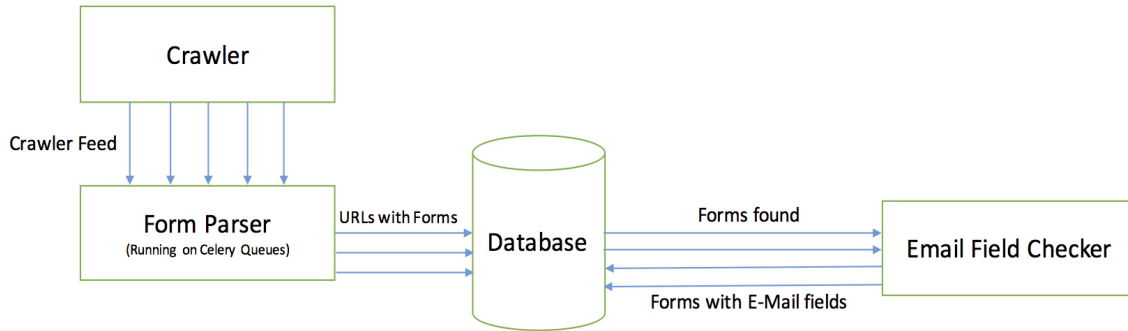 Crawler
Crawler Feed
Form Parser
(Running on Celery Queues)
URLs with Forms
Database
Forms found
Email Field Checker
Forms with E-Mail fields